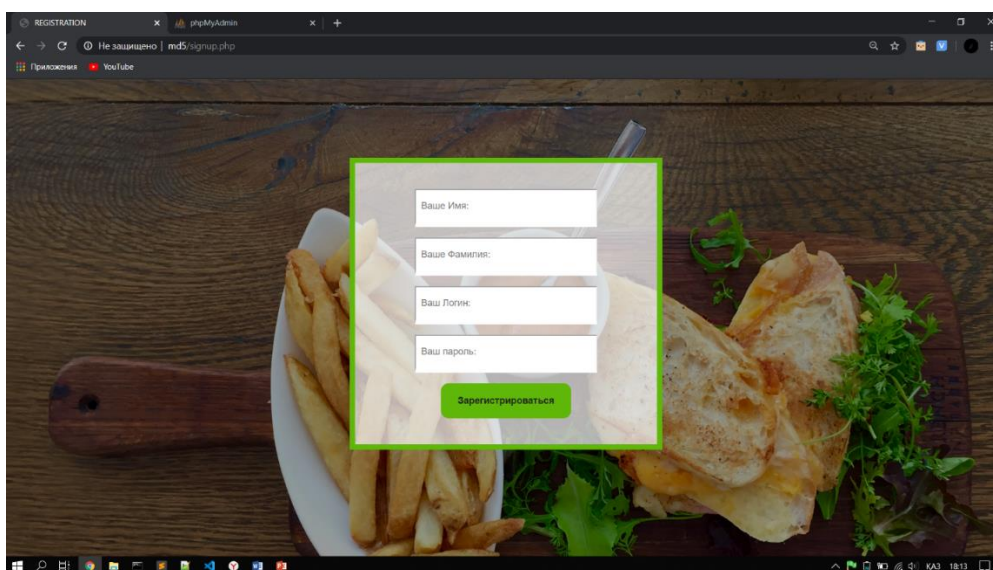 REGISTRATION
phpMyAdmin
Не защищено | md5/signup.php
Приложения
YouTube
Ваше Имя:
Ваше Фамилия:
Ваш Логин:
Ваш пароль:
Зарегистрироваться
ҚАЗ 18:13